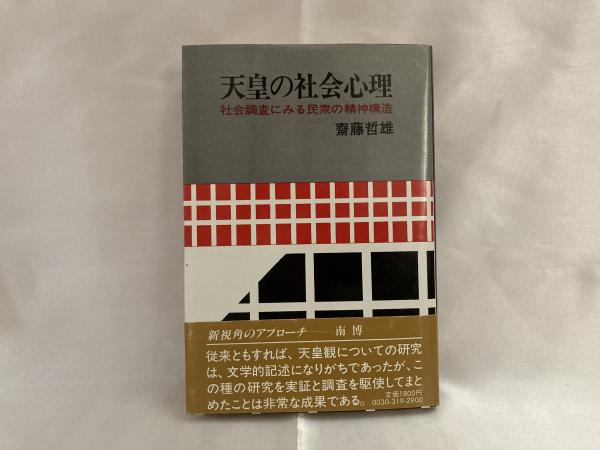 天皇の社会心理
社会調査にみる民衆の精神構造
齋藤哲雄
新視角のアプローチ――南 博
従来ともすれば、天皇観についての研究
は、文学的記述になりがちであったが、こ
の種の研究を実証と調査を駆使してまと
めたことは非常な成果である。
定価1800円
0030-319-2900